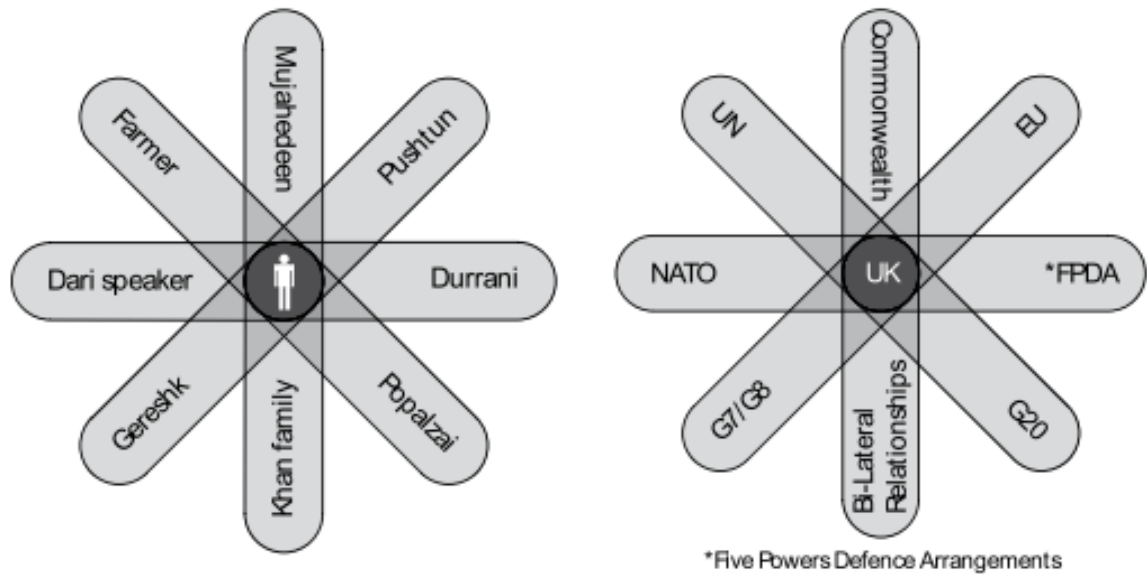 Mujahedeen
Farmer
Pushtun
Dari speaker
Durrani
Gereshk
Popalzai
Khan family
Commonwealth
UN
EU
NATO
UK
*FPDA
G7/G8
G20
Bi-Lateral
Relationships
*Five Powers Defence Arrangements